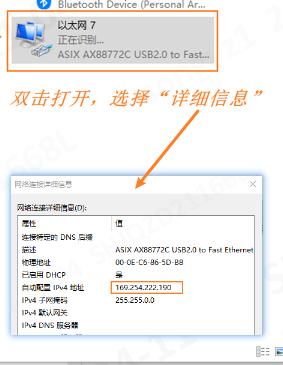 Bluetooth Device (Personal Ar...
以太网 7
正在识别...
ASIX AX88772C USB2.0 to Fast...
双击打开，选择“详细信息”
网络连接详细信息
网络连接详细信息(D):
属性 值
连接特定的 DNS 后缀
描述 ASIX AX88772C USB2.0 to Fast Ethernet
物理地址 00-0E-C6-86-5D-B8
已启用 DHCP 是
自动配置 IPv4 地址 169.254.222.190
IPv4 子网掩码 255.255.0.0
IPv4 默认网关
IPv4 DNS 服务器